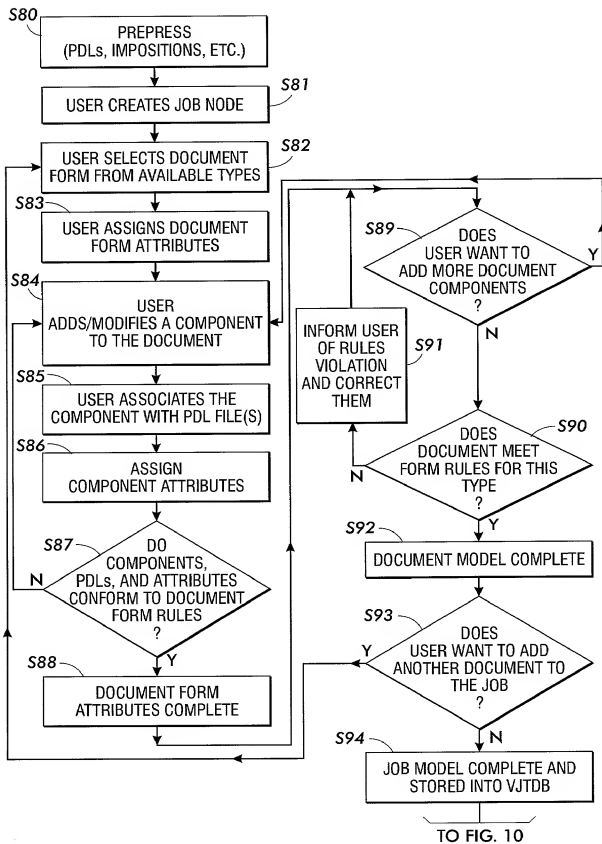 S80
PREPRESS
(PDLs, IMPOSITIONS, ETC.)
S81
USER CREATES JOB NODE
S82
USER SELECTS DOCUMENT
FORM FROM AVAILABLE TYPES
S83
USER ASSIGNS DOCUMENT
FORM ATTRIBUTES
S84
USER
ADDS/MODIFIES A COMPONENT
TO THE DOCUMENT
S85
USER ASSOCIATES THE
COMPONENT WITH PDL FILE(S)
S86
ASSIGN
COMPONENT ATTRIBUTES
S87
DO
COMPONENTS,
PDLs, AND ATTRIBUTES
CONFORM TO DOCUMENT
FORM RULES
?
N
Y
S88
DOCUMENT FORM
ATTRIBUTES COMPLETE
S89
DOES
USER WANT TO
ADD MORE DOCUMENT
COMPONENTS
?
Y
N
INFORM USER
OF RULES
VIOLATION
AND CORRECT
THEM
S91
S90
DOES
DOCUMENT MEET
FORM RULES FOR THIS
TYPE
?
N
Y
S92
DOCUMENT MODEL COMPLETE
S93
DOES
USER WANT TO ADD
ANOTHER DOCUMENT TO
THE JOB
?
Y
N
S94
JOB MODEL COMPLETE AND
STORED INTO VJTDB
TO FIG. 10